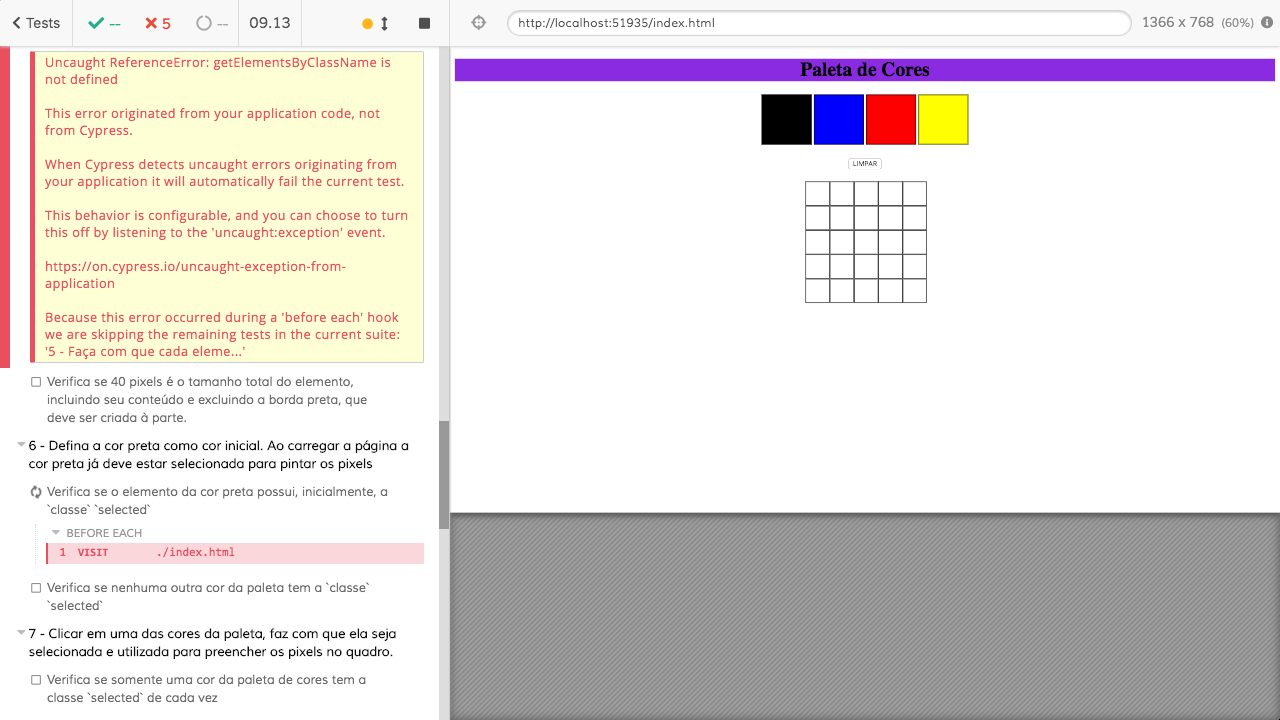 Tests
--
5
--
09.13
http://localhost:51935/index.html
1366 x 768 (60%)
Uncaught ReferenceError: getElementsByClassName is
not defined
This error originated from your application code, not
from Cypress.
When Cypress detects uncaught errors originating from
your application it will automatically fail the current test.
This behavior is configurable, and you can choose to turn
this off by listening to the 'uncaught:exception' event.
https://on.cypress.io/uncaught-exception-from-
application
Because this error occurred during a 'before each' hook
we are skipping the remaining tests in the current suite:
'5 - Faça com que cada eleme...'
Verifica se 40 pixels é o tamanho total do elemento,
incluindo seu conteúdo e excluindo a borda preta, que
deve ser criada à parte.
6 - Defina a cor preta como cor inicial. Ao carregar a página a
cor preta já deve estar selecionada para pintar os pixels
Verifica se o elemento da cor preta possui, inicialmente, a
`classe` `selected`
BEFORE EACH
1 VISIT ./index.html
Verifica se nenhuma outra cor da paleta tem a `classe`
`selected`
7 - Clicar em uma das cores da paleta, faz com que ela seja
selecionada e utilizada para preencher os pixels no quadro.
Verifica se somente uma cor da paleta de cores tem a
classe `selected` de cada vez
Paleta de Cores
LIMPAR